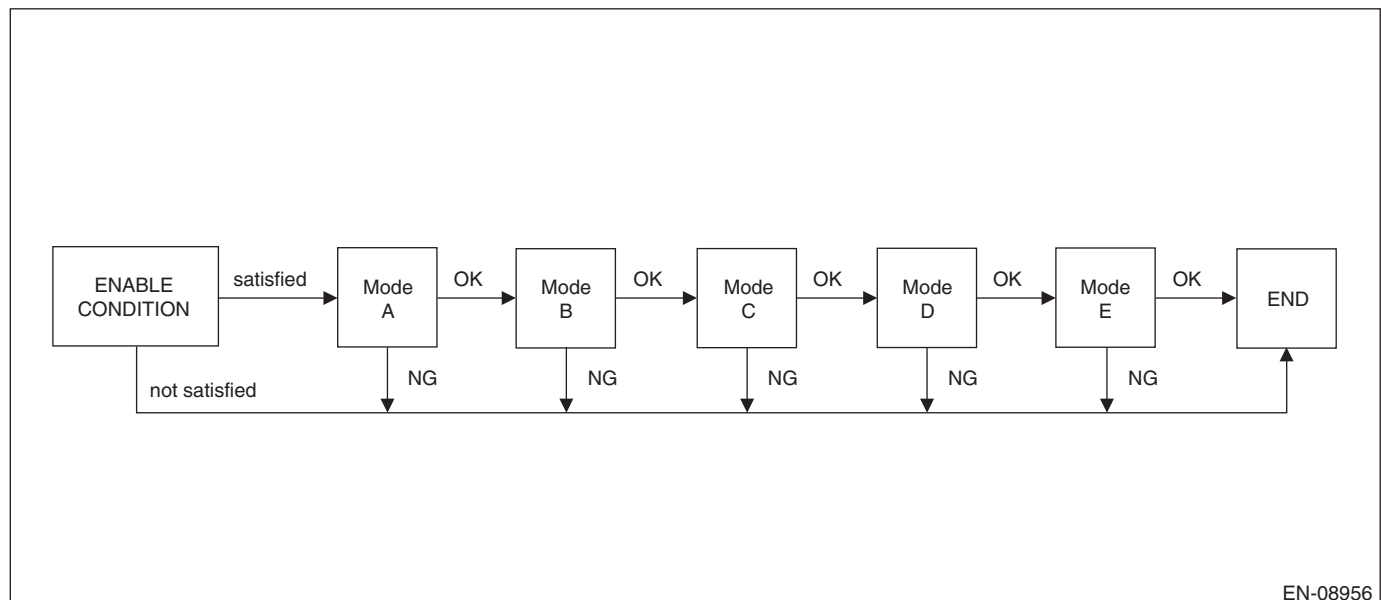 ENABLE
CONDITION
satisfied
Mode
A
OK
Mode
B
OK
Mode
C
OK
Mode
D
OK
Mode
E
OK
END
not satisfied
NG
NG
NG
NG
NG
EN-08956